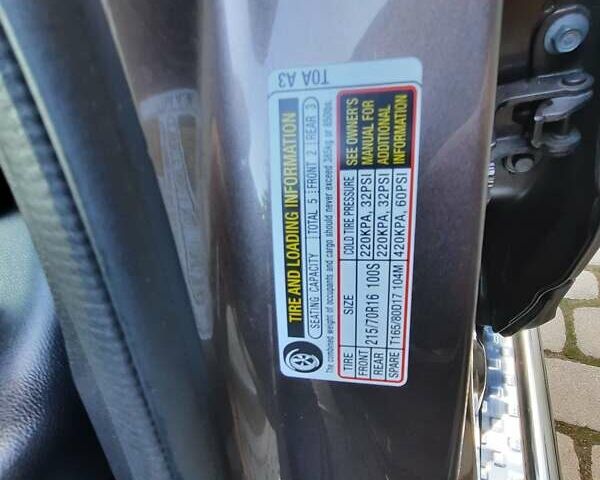 TIRE AND LOADING INFORMATION
SEATING CAPACITY TOTAL 5 FRONT 2 REAR 3
The combined weight of occupants and cargo should never exceed 385kg or 850lbs.
TIRE SIZE COLD TIRE PRESSURE
FRONT 215/70R16 100S 220KPA, 32PSI
REAR 220KPA, 32PSI
SPARE T165/80D17 104M 420KPA, 60PSI
SEE OWNER'S
MANUAL FOR
ADDITIONAL
INFORMATION
T0A A3